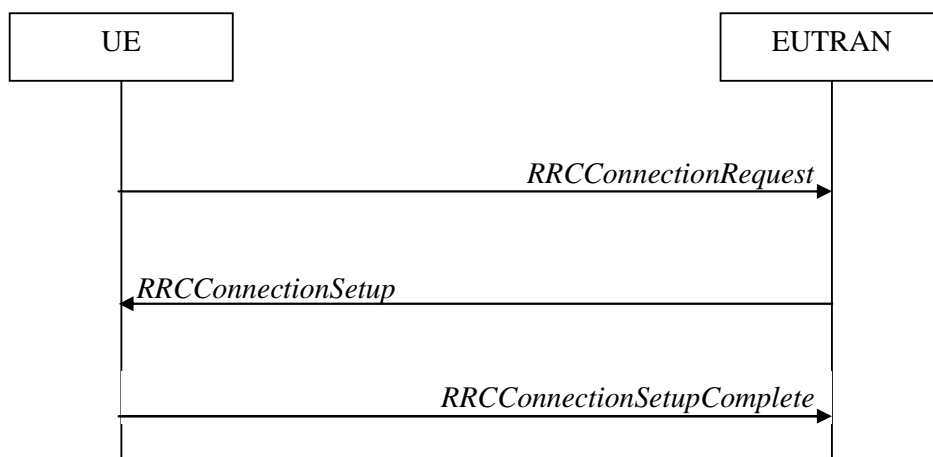 UE
EUTRAN
RRCConnectionRequest
RRCConnectionSetup
RRCConnectionSetupComplete